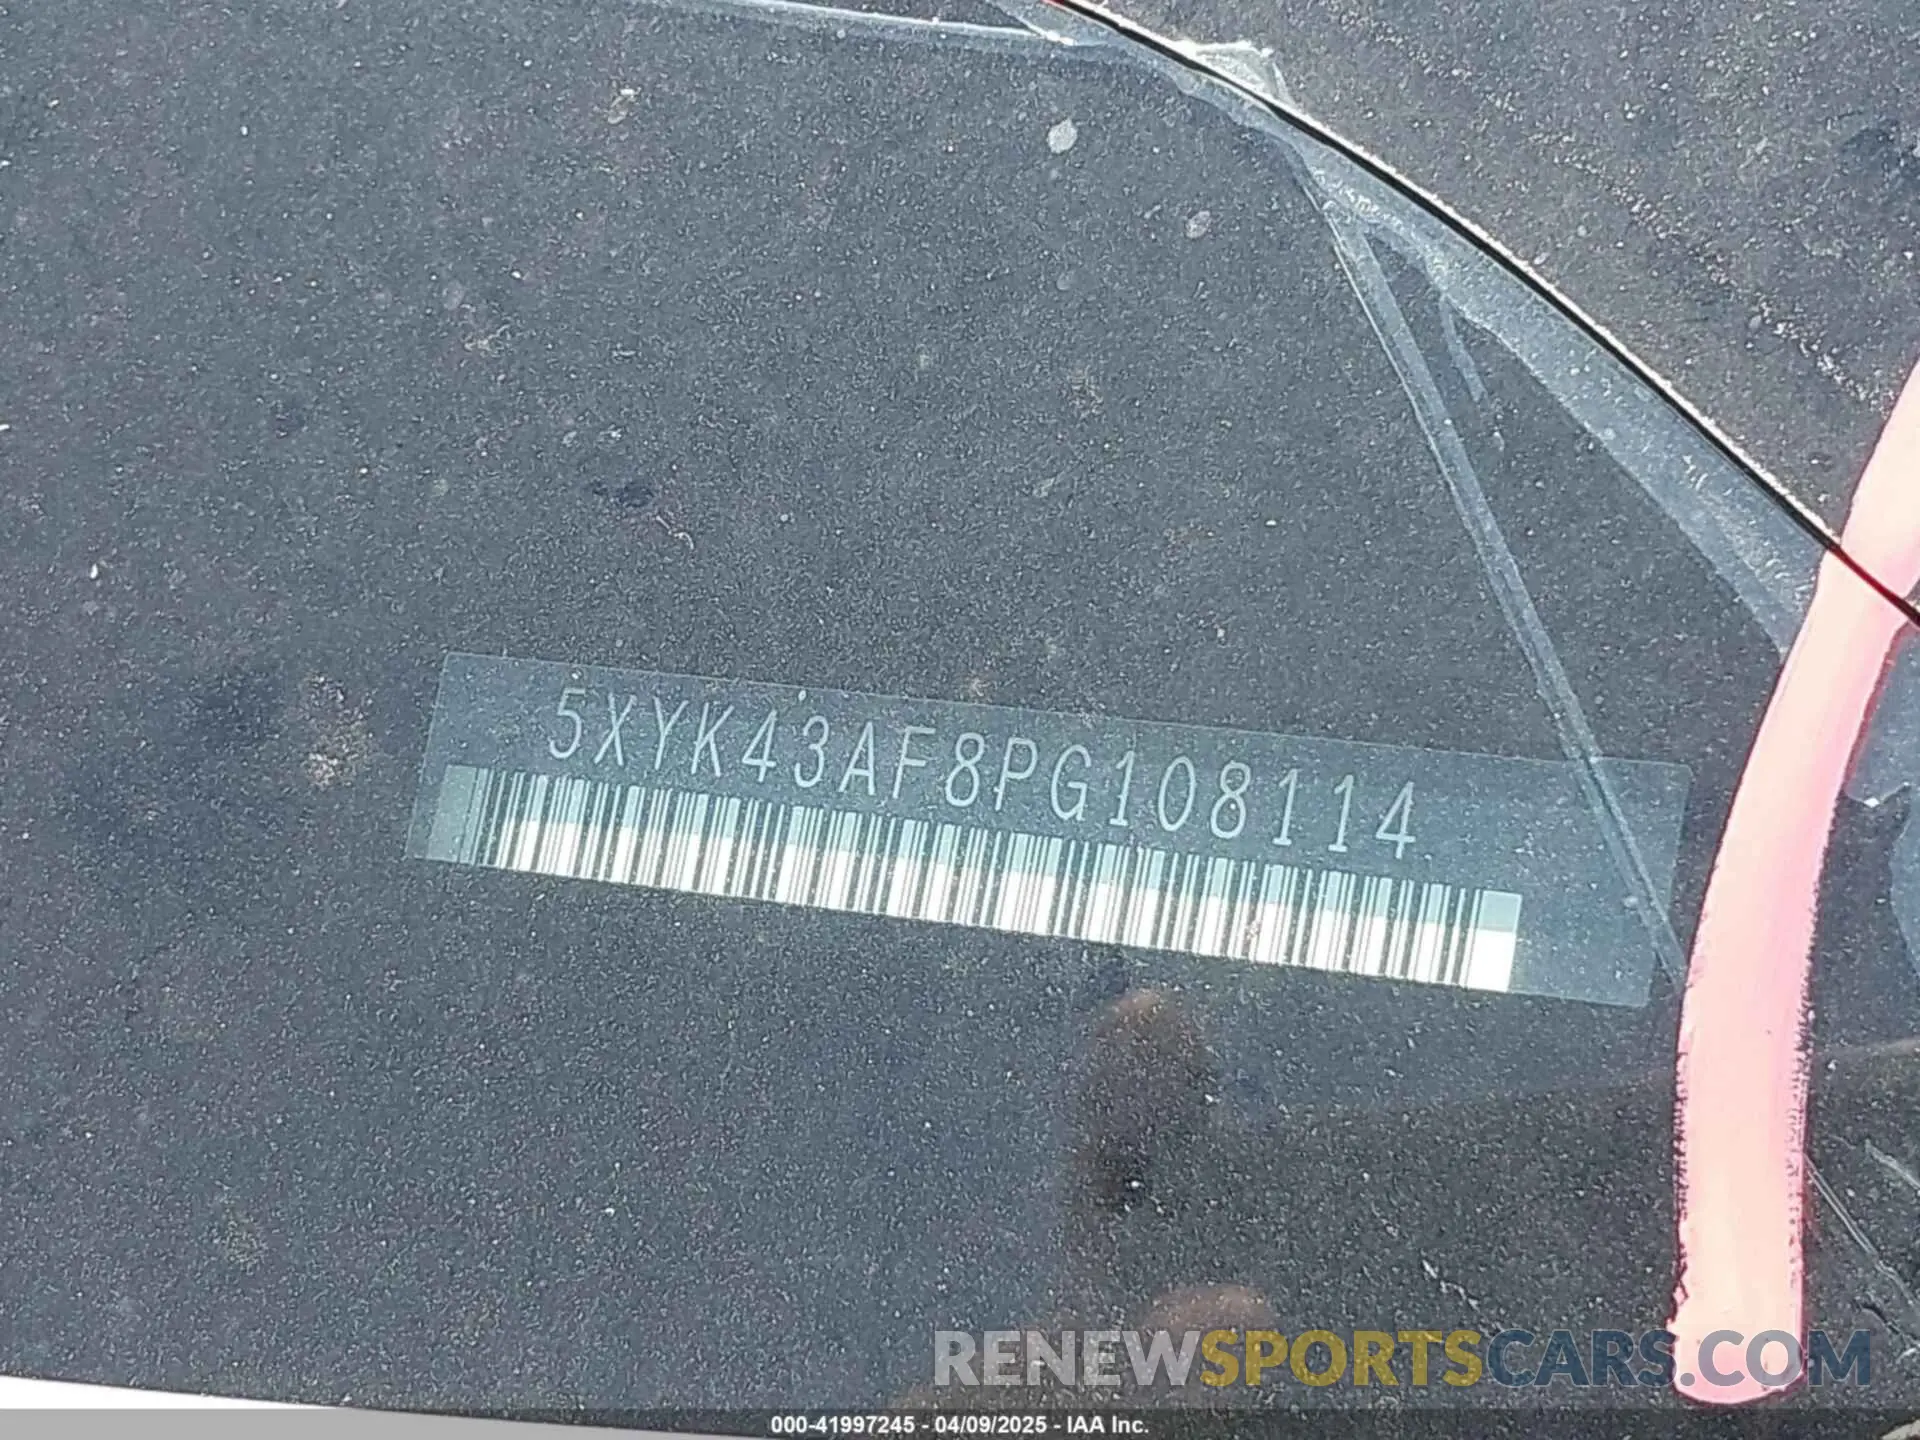 5XYK43AF8PG108114
RENEWSPORTSCARS.COM
000-41997245 - 04/09/2025 - IAA Inc.